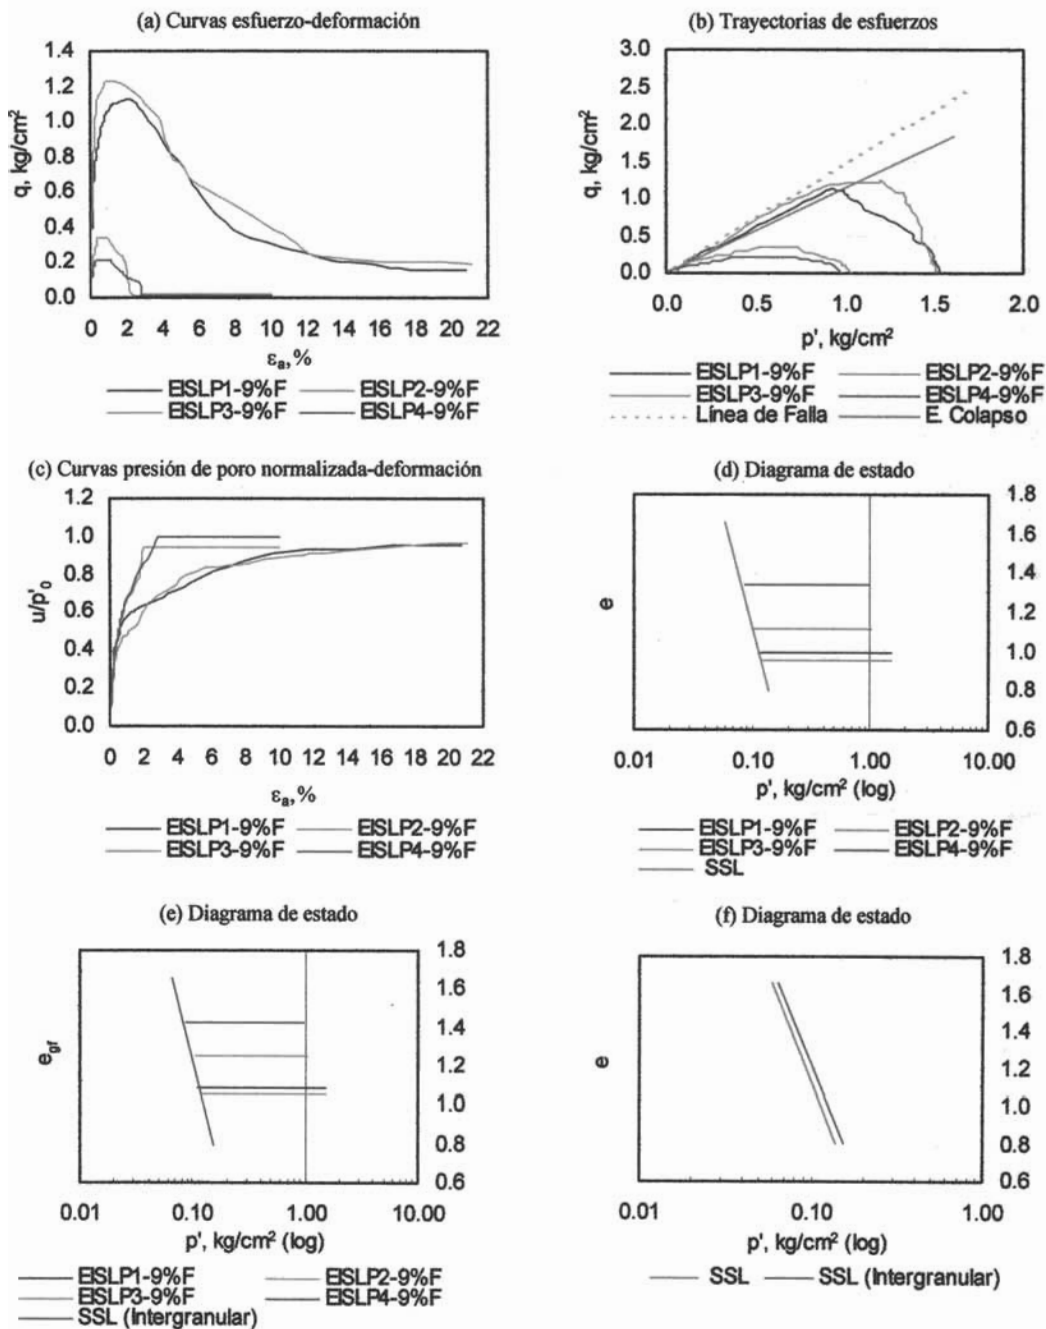 (a) Curvas esfuerzo-deformación
1.4
1.2
1.0
0.8
0.6
0.4
0.2
0.0
q, kg/cm²
0 2 4 6 8 10 12 14 16 18 20 22
εa,%
EISLP1-9%F EISLP2-9%F
EISLP3-9%F EISLP4-9%F
(b) Trayectorias de esfuerzos
3.0
2.5
2.0
1.5
1.0
0.5
0.0
q, kg/cm²
0.0 0.5 1.0 1.5 2.0
p', kg/cm²
EISLP1-9%F EISLP2-9%F
EISLP3-9%F EISLP4-9%F
Línea de Falla E. Colapso
(c) Curvas presión de poro normalizada-deformación
1.2
1.0
0.8
0.6
0.4
0.2
0.0
u/p'0
0 2 4 6 8 10 12 14 16 18 20 22
εa,%
EISLP1-9%F EISLP2-9%F
EISLP3-9%F EISLP4-9%F
(d) Diagrama de estado
e
1.8
1.6
1.4
1.2
1.0
0.8
0.6
0.01 0.10 1.00 10.00
p', kg/cm² (log)
EISLP1-9%F EISLP2-9%F
EISLP3-9%F EISLP4-9%F
SSL
(e) Diagrama de estado
egf
1.8
1.6
1.4
1.2
1.0
0.8
0.6
0.01 0.10 1.00 10.00
p', kg/cm² (log)
EISLP1-9%F EISLP2-9%F
EISLP3-9%F EISLP4-9%F
SSL (Intergranular)
(f) Diagrama de estado
e
1.8
1.6
1.4
1.2
1.0
0.8
0.6
0.01 0.10 1.00
p', kg/cm² (log)
SSL SSL (Intergranular)